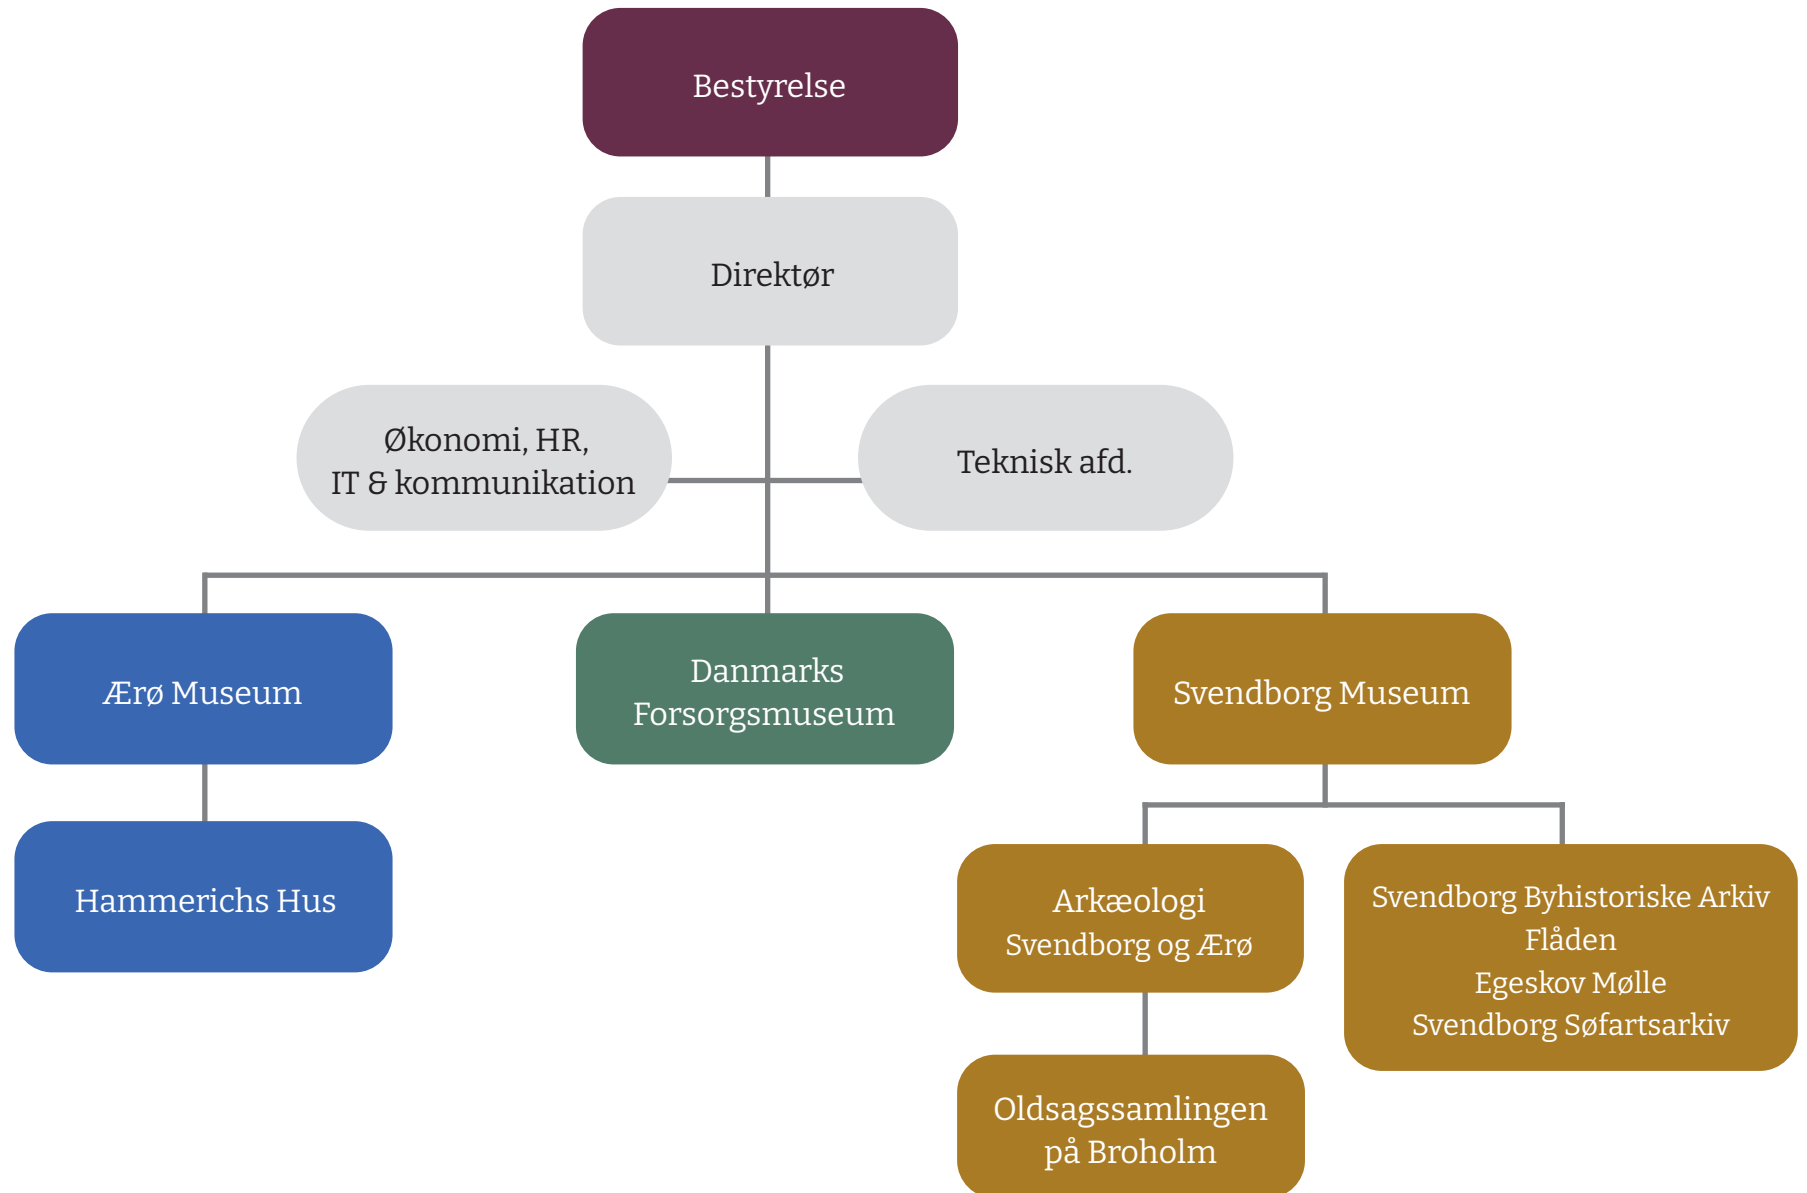 Bestyrelse
Direktør
Økonomi, HR,
IT & kommunikation
Teknisk afd.
Ærø Museum
Danmarks
Forsorgsmuseum
Svendborg Museum
Hammerichs Hus
Arkæologi
Svendborg og Ærø
Svendborg Byhistoriske Arkiv
Flåden
Egeskov Mølle
Svendborg Søfartsarkiv
Oldsagssamlingen
på Broholm